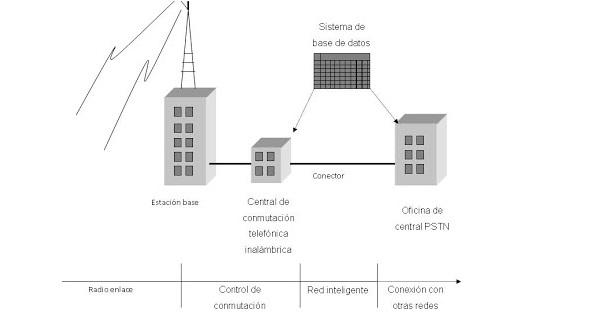 Sistema de
base de datos
Conector
Estación base
Central de
conmutación
telefónica
inalámbrica
Oficina de
central PSTN
Radio enlace
Control de
conmutación
Red inteligente
Conexión con
otras redes